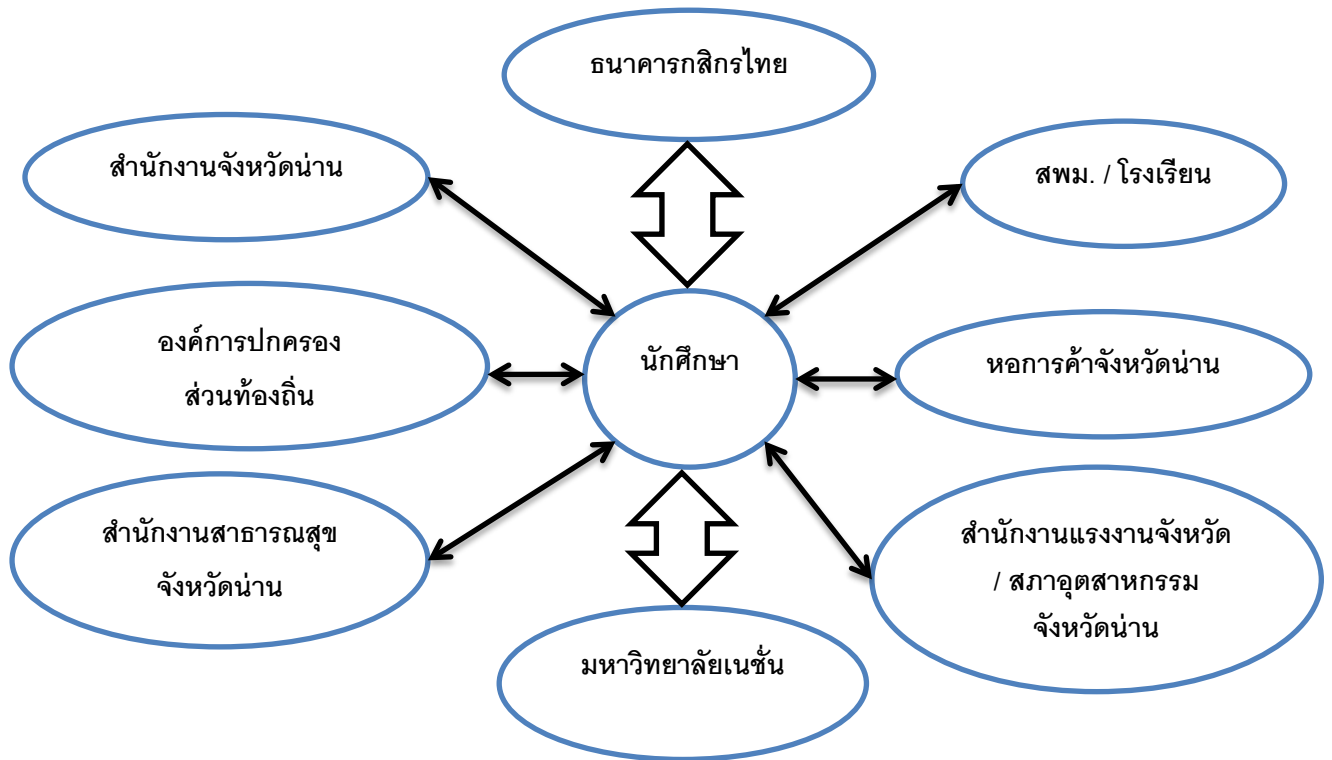 ธนาคารกสิกรไทย
สำนักงานจังหวัดน่าน
สพม. / โรงเรียน
องค์การปกครอง
ส่วนท้องถิ่น
นักศึกษา
หอการค้าจังหวัดน่าน
สำนักงานสาธารณสุข
จังหวัดน่าน
สำนักงานแรงงานจังหวัด
/ สภาอุตสาหกรรม
จังหวัดน่าน
มหาวิทยาลัยเนชั่น